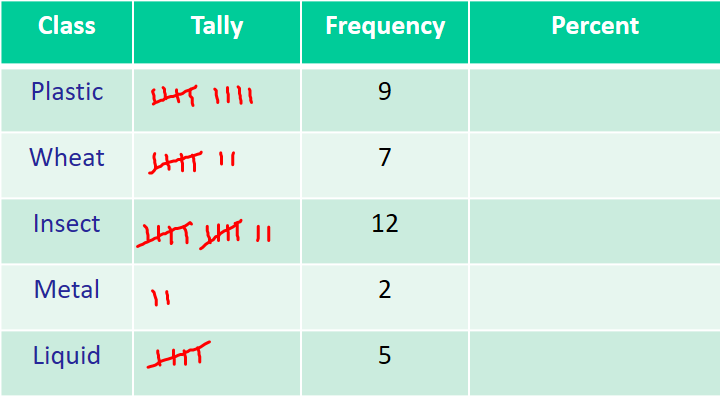 Class Tally Frequency Percent
Plastic 9
Wheat 7
Insect 12
Metal 2
Liquid 5